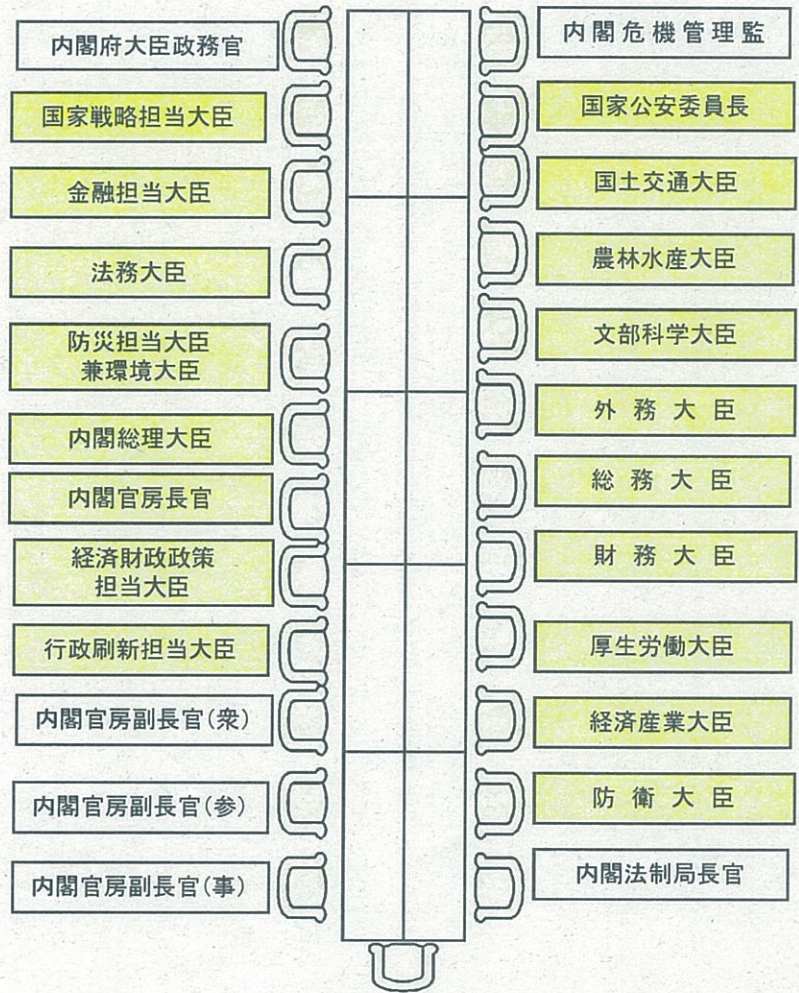 内閣府大臣政務官
国家戦略担当大臣
金融担当大臣
法務大臣
防災担当大臣
兼環境大臣
内閣総理大臣
内閣官房長官
経済財政政策
担当大臣
行政刷新担当大臣
内閣官房副長官(衆)
内閣官房副長官(参)
内閣官房副長官(事)
内閣危機管理監
国家公安委員長
国土交通大臣
農林水産大臣
文部科学大臣
外務大臣
総務大臣
財務大臣
厚生労働大臣
経済産業大臣
防衛大臣
内閣法制局長官